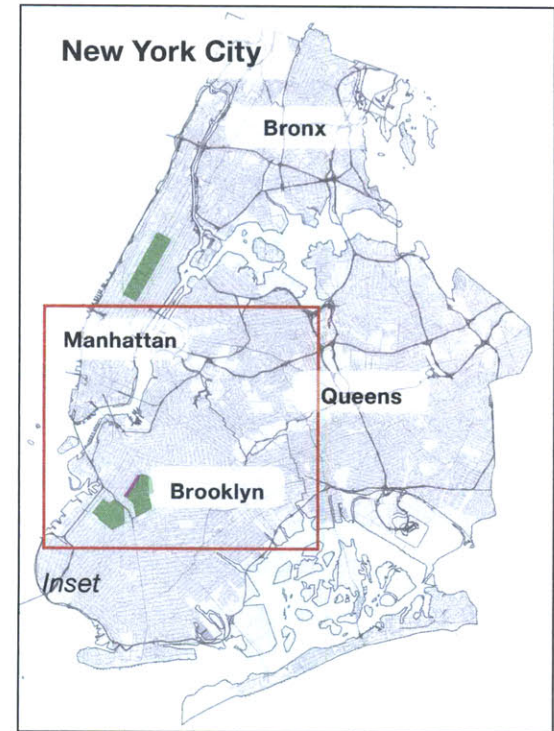 New York City
Bronx
Manhattan
Queens
Brooklyn
Inset